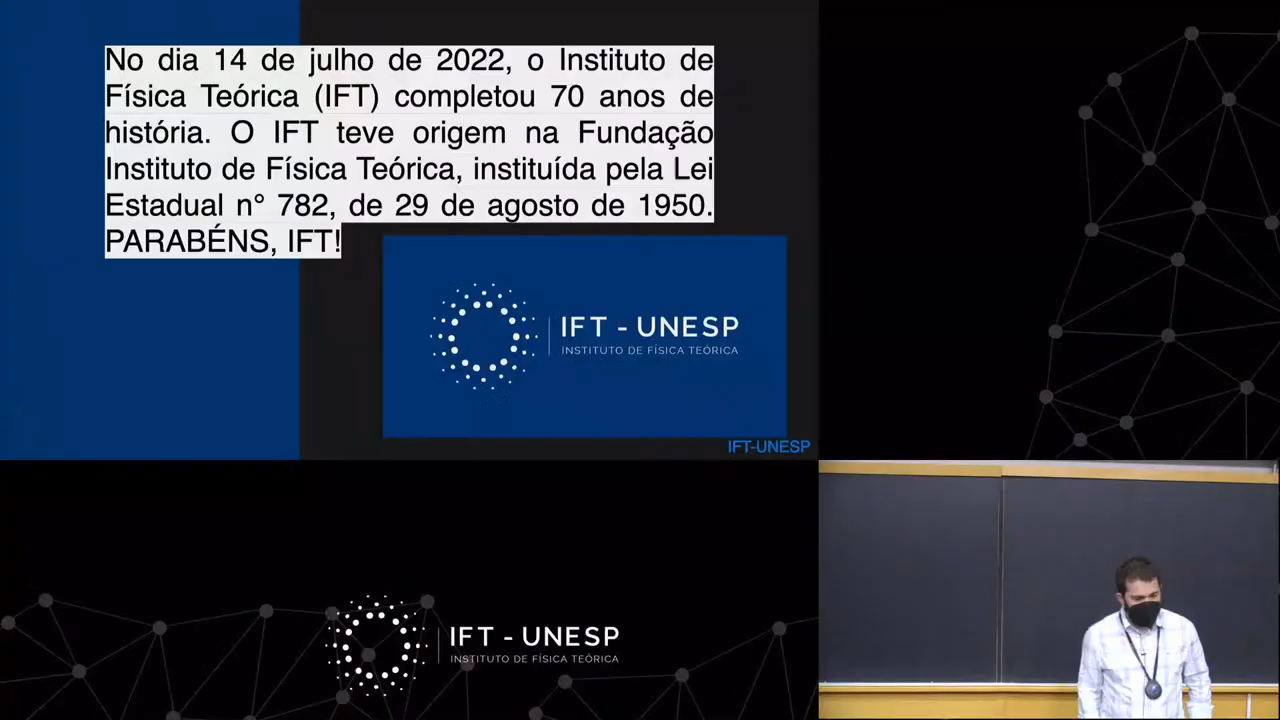 No dia 14 de julho de 2022, o Instituto de
Física Teórica (IFT) completou 70 anos de
história. O IFT teve origem na Fundação
Instituto de Física Teórica, instituída pela Lei
Estadual n° 782, de 29 de agosto de 1950.
PARABÉNS, IFT!
IFT - UNESP
INSTITUTO DE FÍSICA TEÓRICA
IFT-UNESP
IFT - UNESP
INSTITUTO DE FÍSICA TEÓRICA